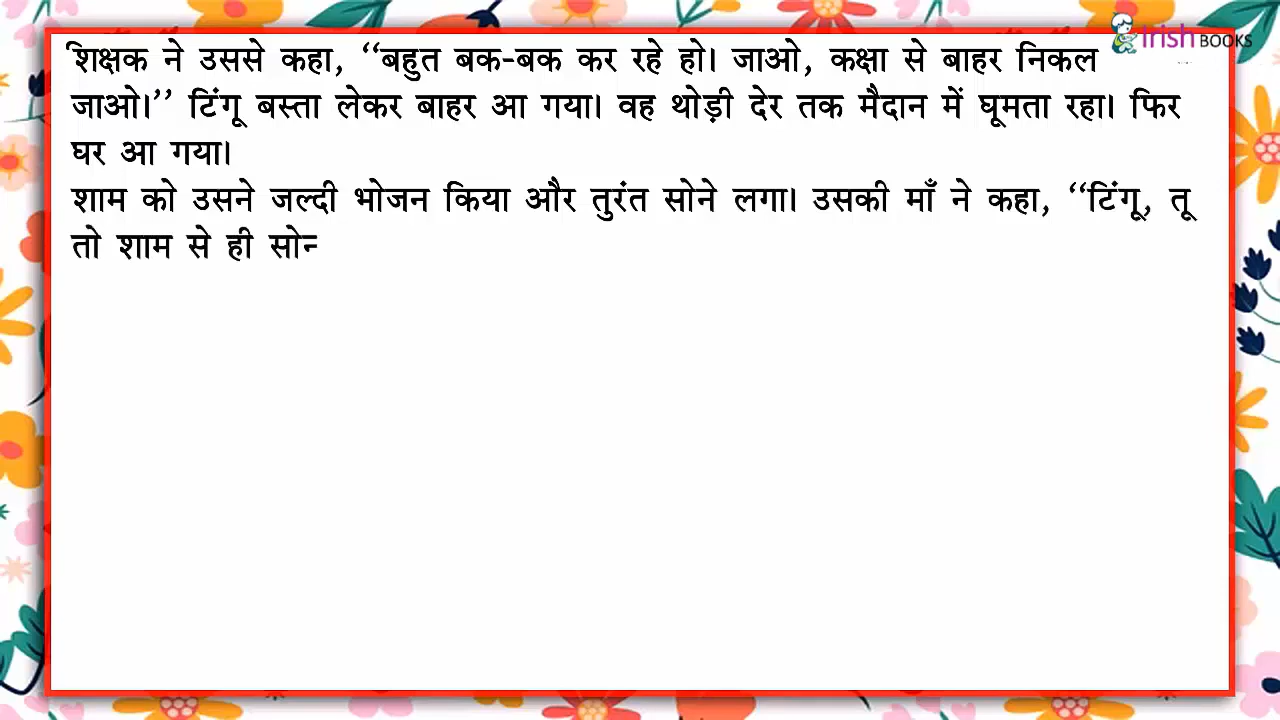 शिक्षक ने उससे कहा, ‘‘बहुत बक-बक कर रहे हो। जाओ, कक्षा से बाहर निकल
जाओ।’’ टिंगू बस्ता लेकर बाहर आ गया। वह थोड़ी देर तक मैदान में घूमता रहा। फिर
घर आ गया।
शाम को उसने जल्दी भोजन किया और तुरंत सोने लगा। उसकी माँ ने कहा, ‘‘टिंगू, तू
तो शाम से ही
irish BOOKS